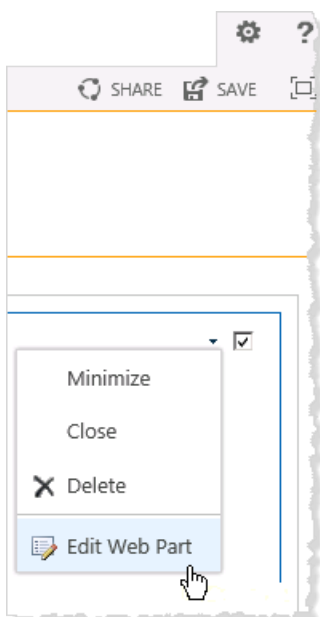 ?
SHARE SAVE
Minimize
Close
Delete
Edit Web Part